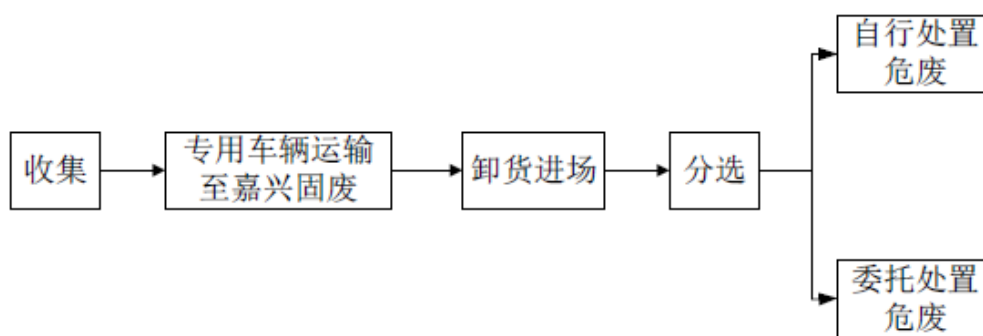 收集
专用车辆运输
至嘉兴固废
卸货进场
分选
自行处置
危废
委托处置
危废